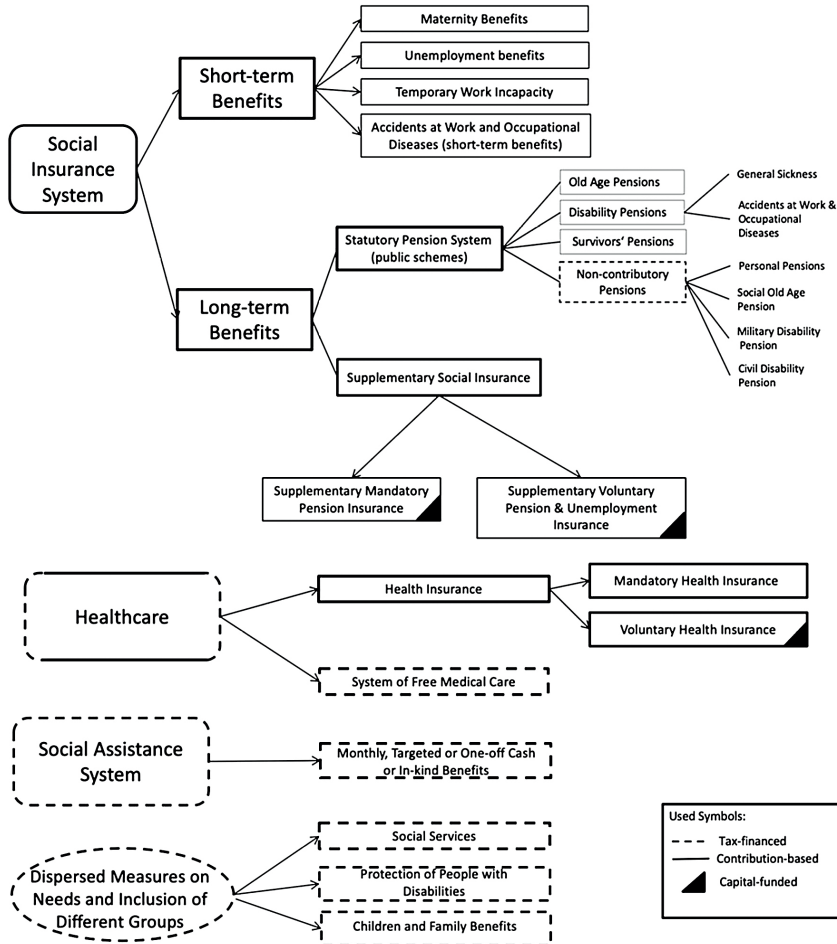 Maternity Benefits
Unemployment benefits
Temporary Work Incapacity
Accidents at Work and Occupational
Diseases (short-term benefits)
Short-term
Benefits
Social
Insurance
System
Long-term
Benefits
Statutory Pension System
(public schemes)
Old Age Pensions
Disability Pensions
Survivors‘ Pensions
Non-contributory
Pensions
General Sickness
Accidents at Work &
Occupational
Diseases
Personal Pensions
Social Old Age
Pension
Military Disability
Pension
Civil Disability
Pension
Supplementary Social Insurance
Supplementary Mandatory
Pension Insurance
Supplementary Voluntary
Pension & Unemployment
Insurance
Healthcare
Health Insurance
Mandatory Health Insurance
Voluntary Health Insurance
System of Free Medical Care
Social Assistance
System
Monthly, Targeted or One-off Cash
or In-kind Benefits
Dispersed Measures on
Needs and Inclusion of
Different Groups
Social Services
Protection of People with
Disabilities
Children and Family Benefits
Used Symbols:
Tax-financed
Contribution-based
Capital-funded